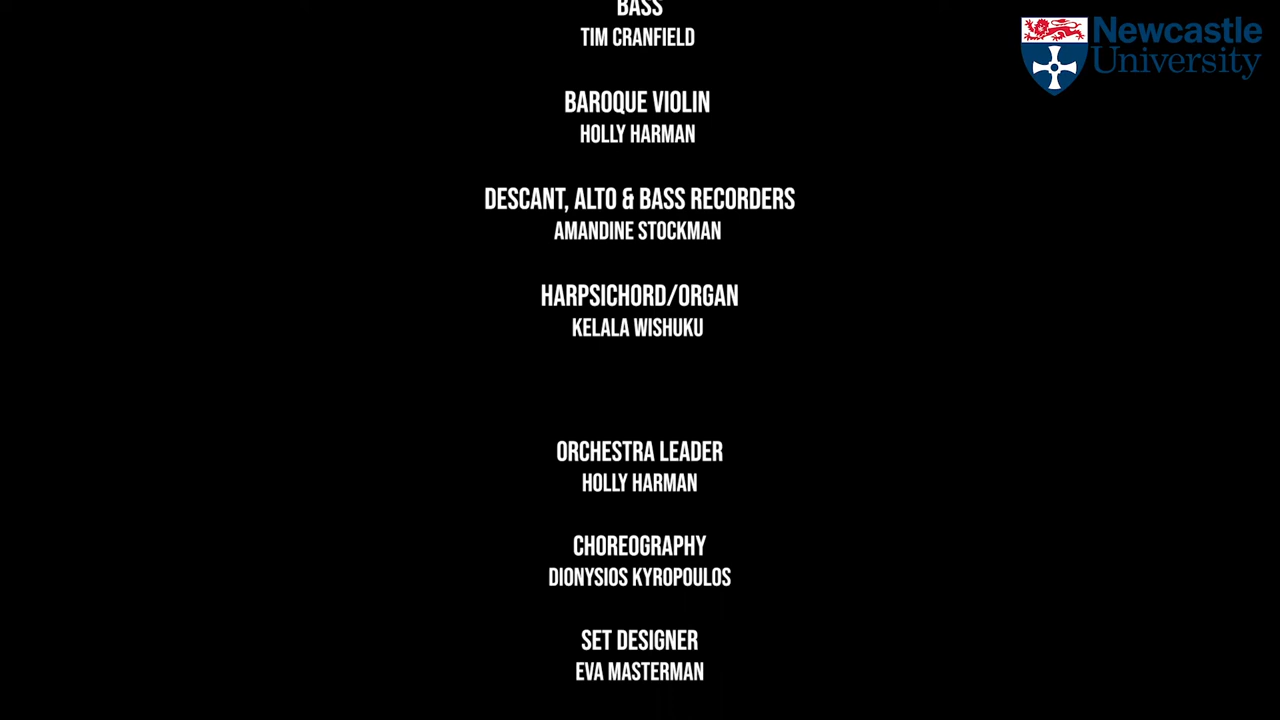 BASS
TIM CRANFIELD
BAROQUE VIOLIN
HOLLY HARMAN
DESCANT, ALTO & BASS RECORDERS
AMANDINE STOCKMAN
HARPSICHORD/ORGAN
KELALA WISHUKU
ORCHESTRA LEADER
HOLLY HARMAN
CHOREOGRAPHY
DIONYSIOS KYROPOULOS
SET DESIGNER
EVA MASTERMAN
Newcastle
University